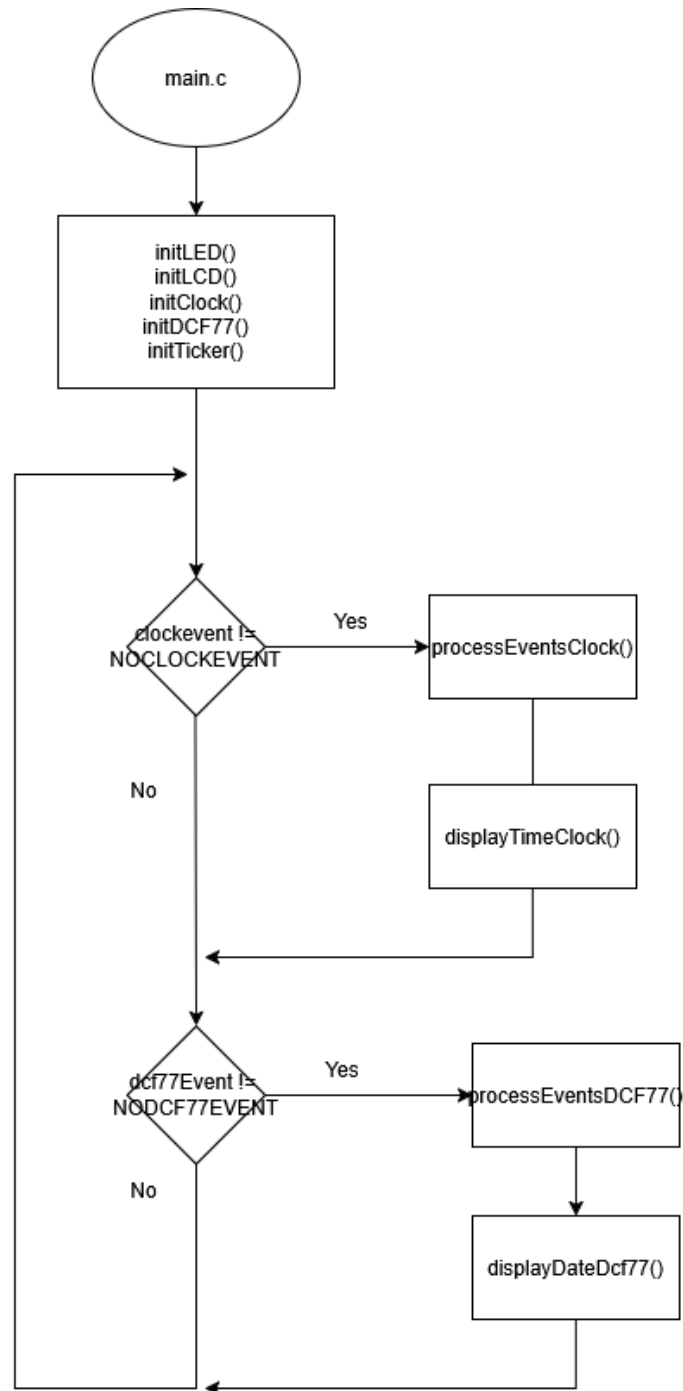 main.c
initLED()
initLCD()
initClock()
initDCF77()
initTicker()
clockevent !=
NOCLOCKEVENT
Yes
processEventsClock()
No
displayTimeClock()
dcf77Event !=
NODCF77EVENT
Yes
processEventsDCF77()
No
displayDateDcf77()